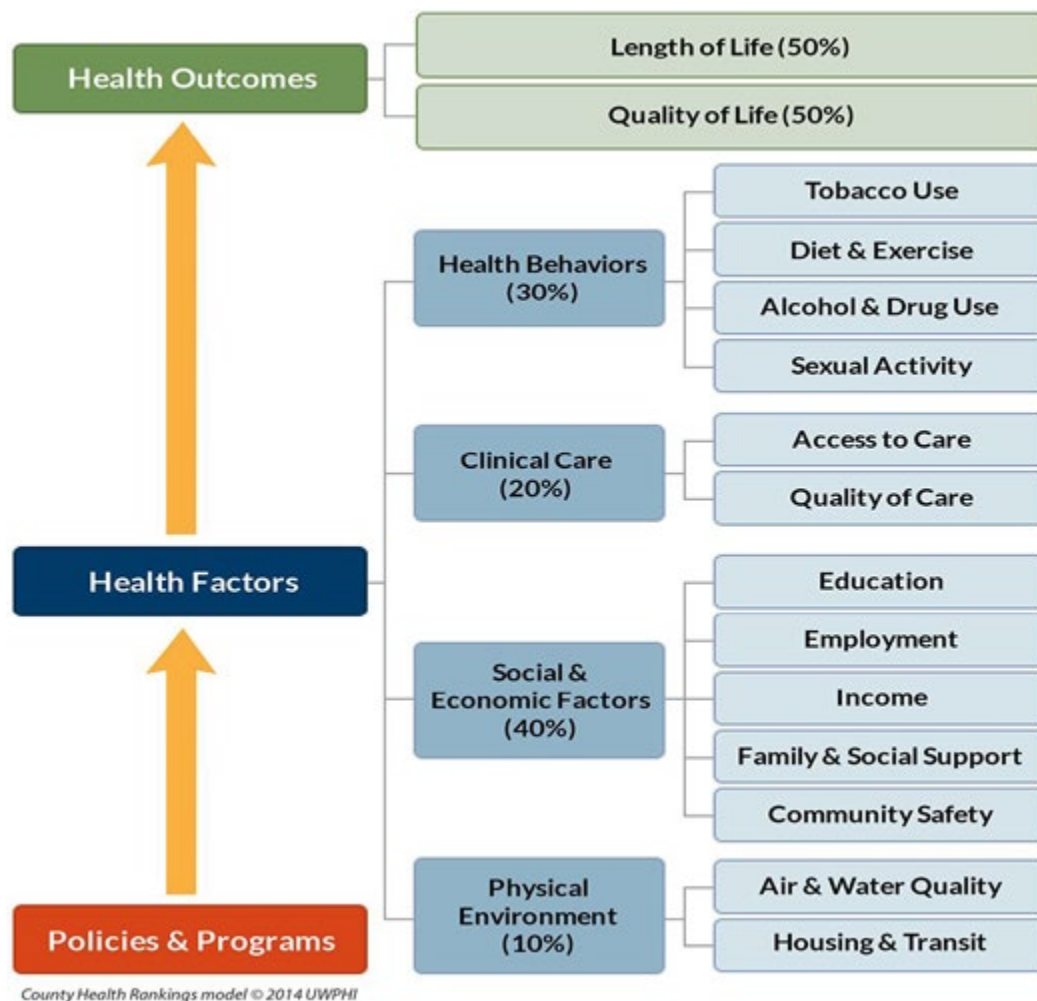 Health Outcomes
Length of Life (50%)
Quality of Life (50%)
Health Behaviors
(30%)
Tobacco Use
Diet & Exercise
Alcohol & Drug Use
Sexual Activity
Clinical Care
(20%)
Access to Care
Quality of Care
Health Factors
Social &
Economic Factors
(40%)
Education
Employment
Income
Family & Social Support
Community Safety
Physical
Environment
(10%)
Air & Water Quality
Housing & Transit
Policies & Programs
County Health Rankings model © 2014 UWPHI